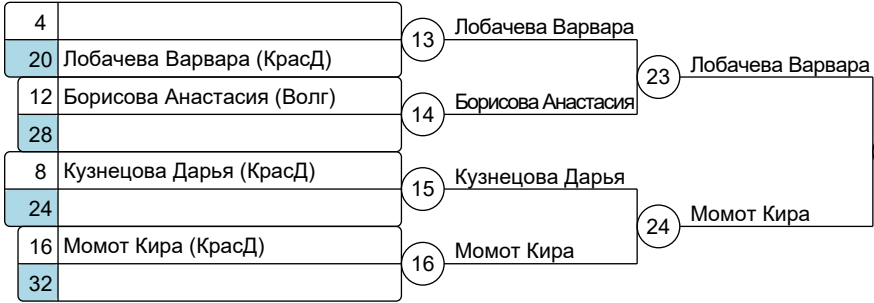 4
13
Лобачева Варвара
20 Лобачева Варвара (КрасД)
23
Лобачева Варвара
12 Борисова Анастасия (Волг)
14
Борисова Анастасия
28
8 Кузнецова Дарья (КрасД)
15
Кузнецова Дарья
24
24
Момот Кира
16 Момот Кира (КрасД)
16
Момот Кира
32